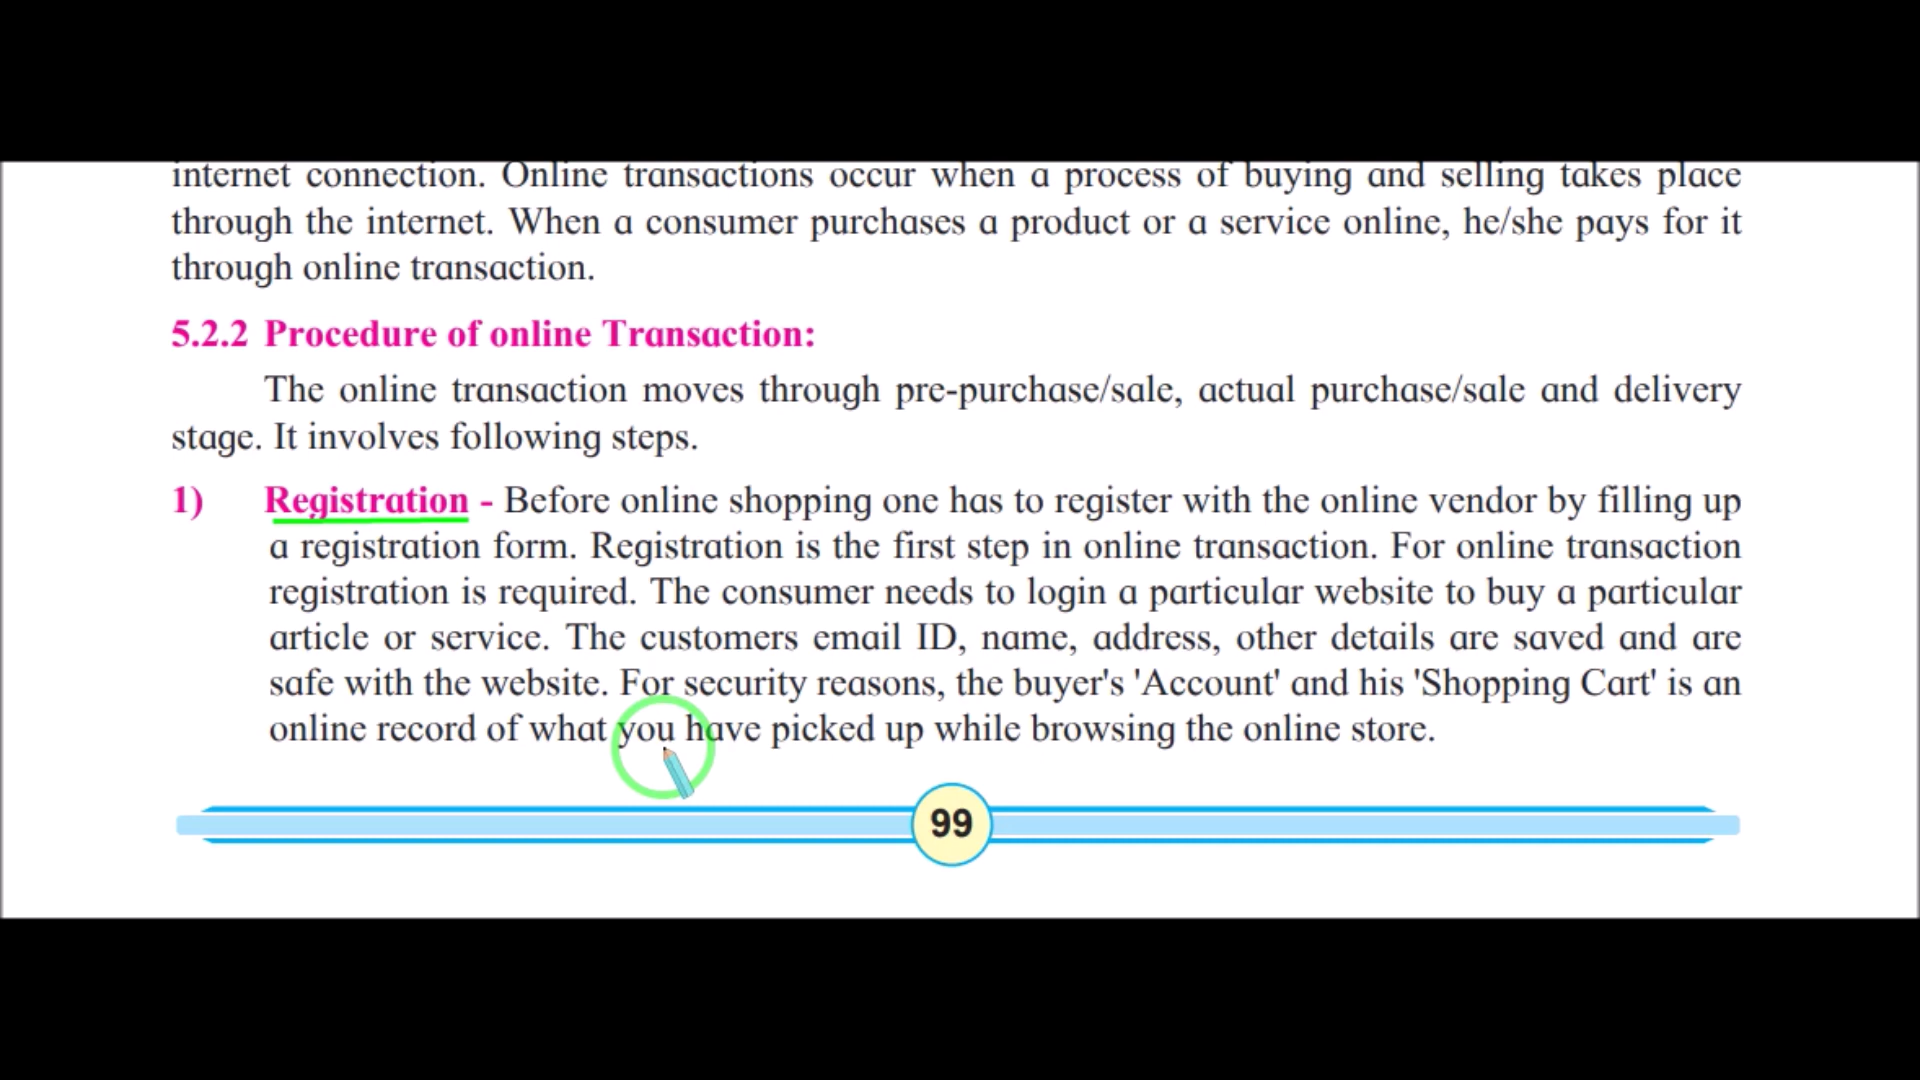 internet connection. Online transactions occur when a process of buying and selling takes place
through the internet. When a consumer purchases a product or a service online, he/she pays for it
through online transaction.
5.2.2 Procedure of online Transaction:
The online transaction moves through pre-purchase/sale, actual purchase/sale and delivery
stage. It involves following steps.
1) Registration - Before online shopping one has to register with the online vendor by filling up
a registration form. Registration is the first step in online transaction. For online transaction
registration is required. The consumer needs to login a particular website to buy a particular
article or service. The customers email ID, name, address, other details are saved and are
safe with the website. For security reasons, the buyer's 'Account' and his 'Shopping Cart' is an
online record of what you have picked up while browsing the online store.
99